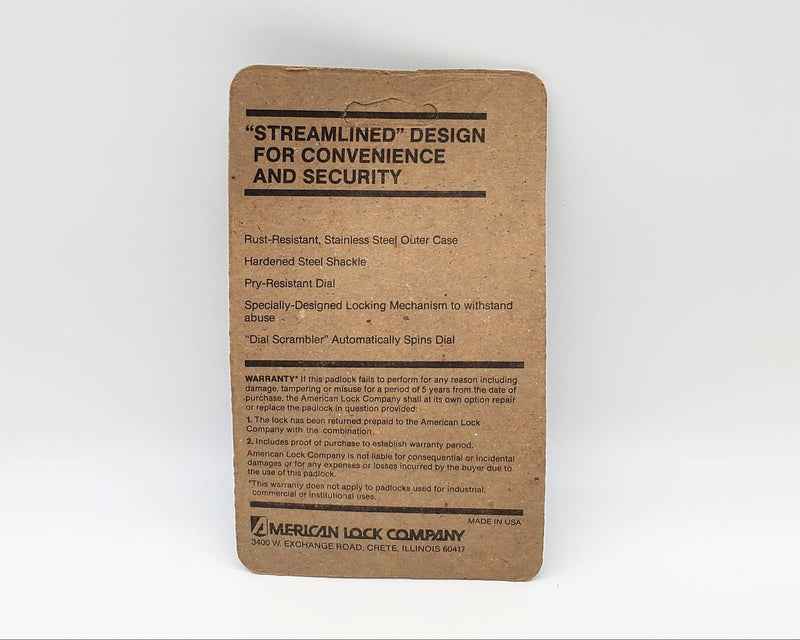 “STREAMLINED” DESIGN
FOR CONVENIENCE
AND SECURITY
Rust-Resistant, Stainless Steel Outer Case
Hardened Steel Shackle
Pry-Resistant Dial
Specially-Designed Locking Mechanism to withstand
abuse
“Dial Scrambler” Automatically Spins Dial
WARRANTY* If this padlock fails to perform for any reason including
damage, tampering or misuse for a period of 5 years from the date of
purchase, the American Lock Company shall at its own option repair
or replace the padlock in question provided:
1. The lock has been returned prepaid to the American Lock
Company with the combination.
2. Includes proof of purchase to establish warranty period.
American Lock Company is not liable for consequential or incidental
damages or for any expenses or losses incurred by the buyer due to
the use of this padlock.
*This warranty does not apply to padlocks used for industrial,
commercial or institutional uses.
MADE IN USA
AMERICAN LOCK COMPANY
3400 W. EXCHANGE ROAD, CRETE, ILLINOIS 60417